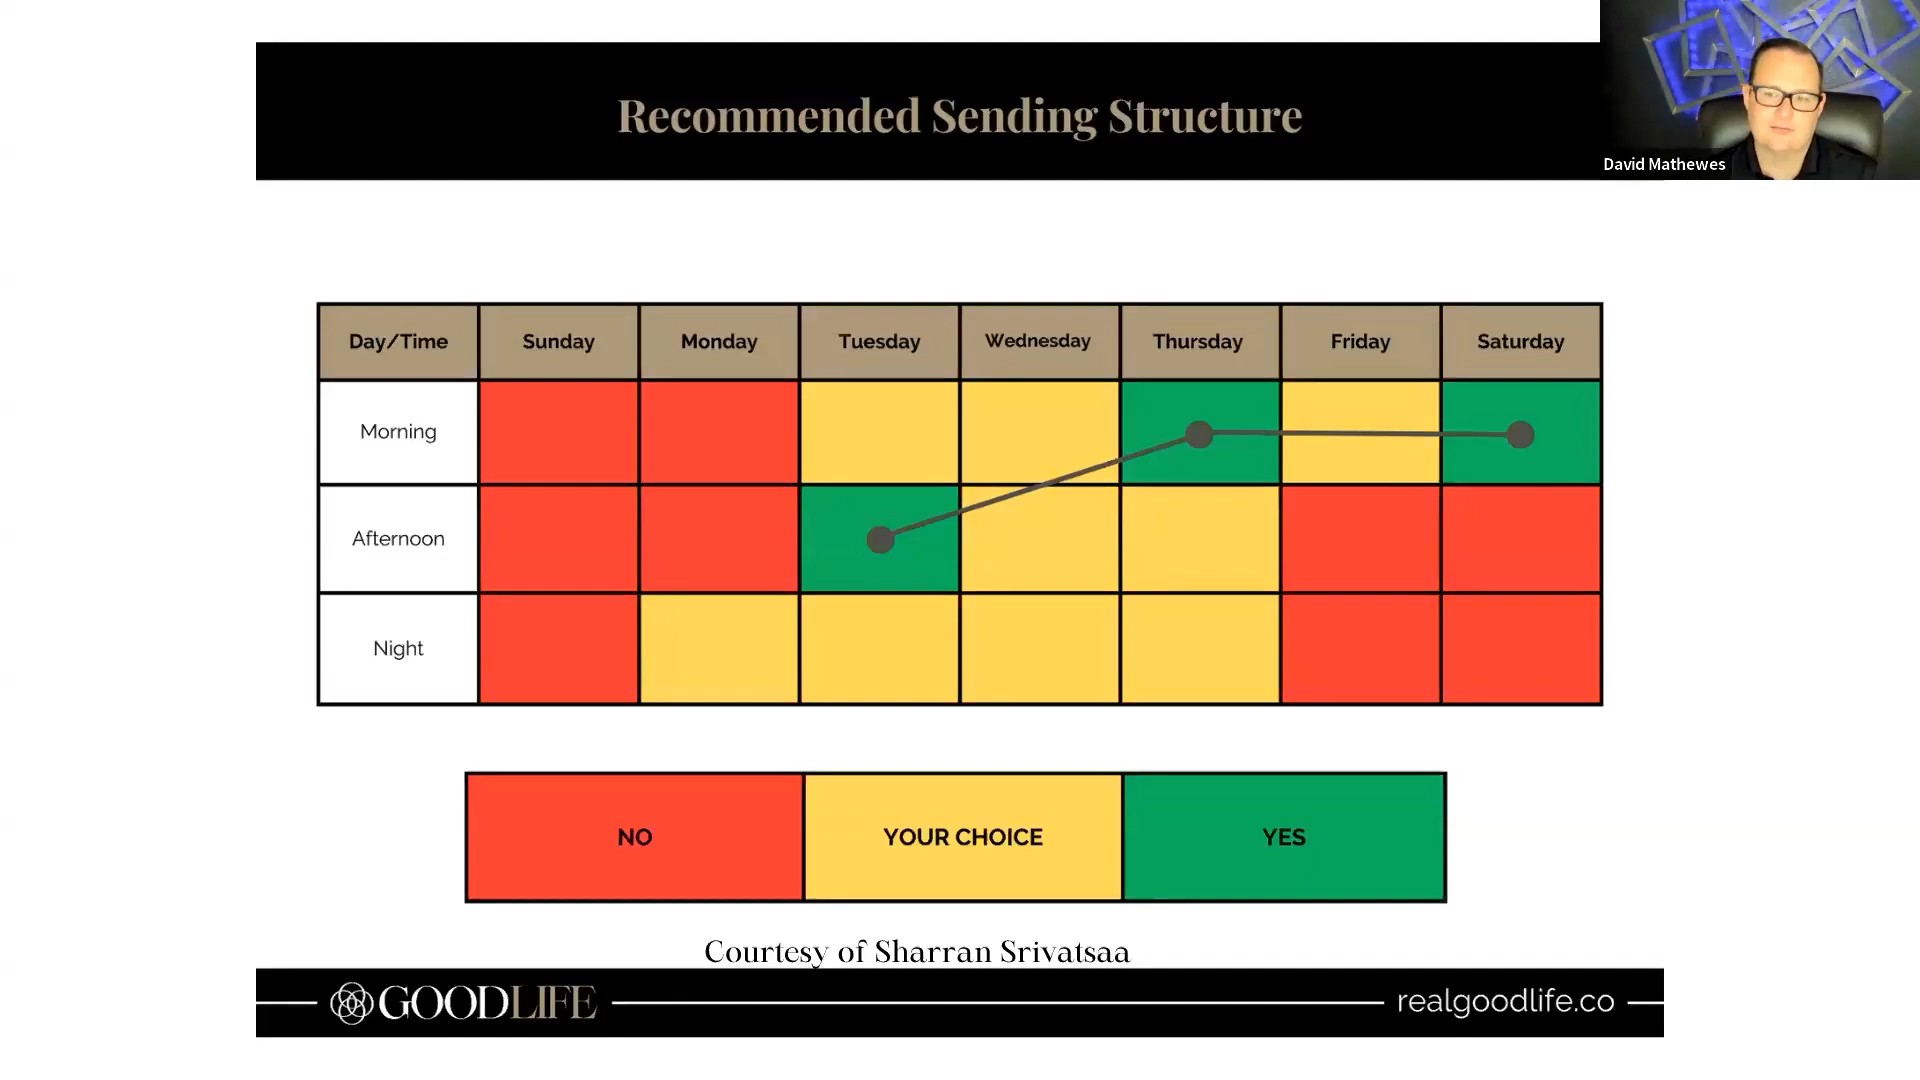 Recommended Sending Structure
David Mathewes
Day/Time Sunday Monday Tuesday Wednesday Thursday Friday Saturday
Morning
Afternoon
Night
NO YOUR CHOICE YES
Courtesy of Sharran Srivatsaa
GOODLIFE realgoodlife.co